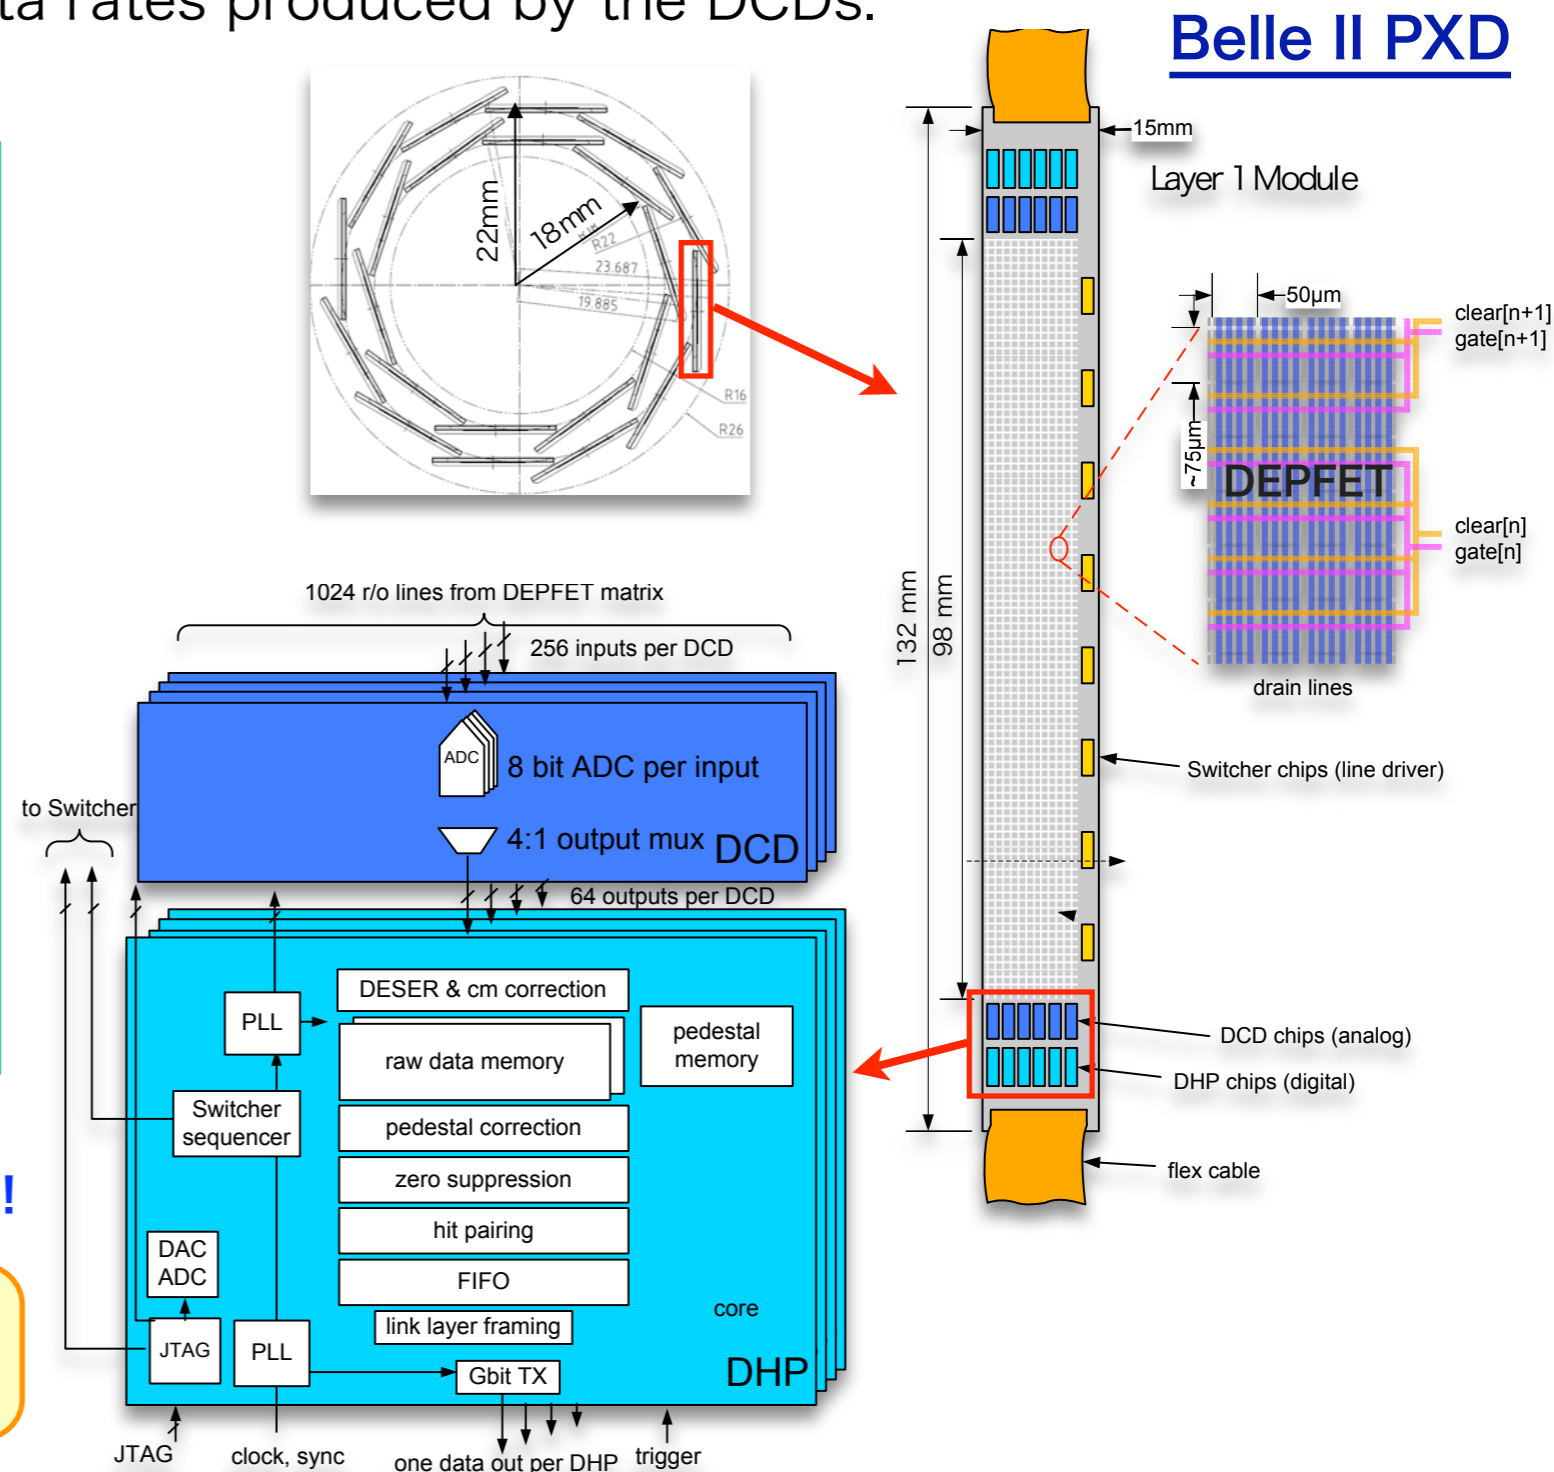 ta rates produced by the DCDs.
Belle II PXD
22mm
18mm
R22
23.687
19.885
R16
R26
15mm
Layer 1 Module
132 mm
98 mm
50μm
~75μm
clear[n+1]
gate[n+1]
DEPFET
clear[n]
gate[n]
drain lines
Switcher chips (line driver)
DCD chips (analog)
DHP chips (digital)
flex cable
1024 r/o lines from DEPFET matrix
256 inputs per DCD
ADC
8 bit ADC per input
4:1 output mux
DCD
to Switcher
64 outputs per DCD
DESER & cm correction
PLL
raw data memory
pedestal
memory
Switcher
sequencer
pedestal correction
zero suppression
hit pairing
FIFO
link layer framing
core
DAC
ADC
JTAG
PLL
Gbit TX
DHP
JTAG
clock, sync
one data out per DHP
trigger
!